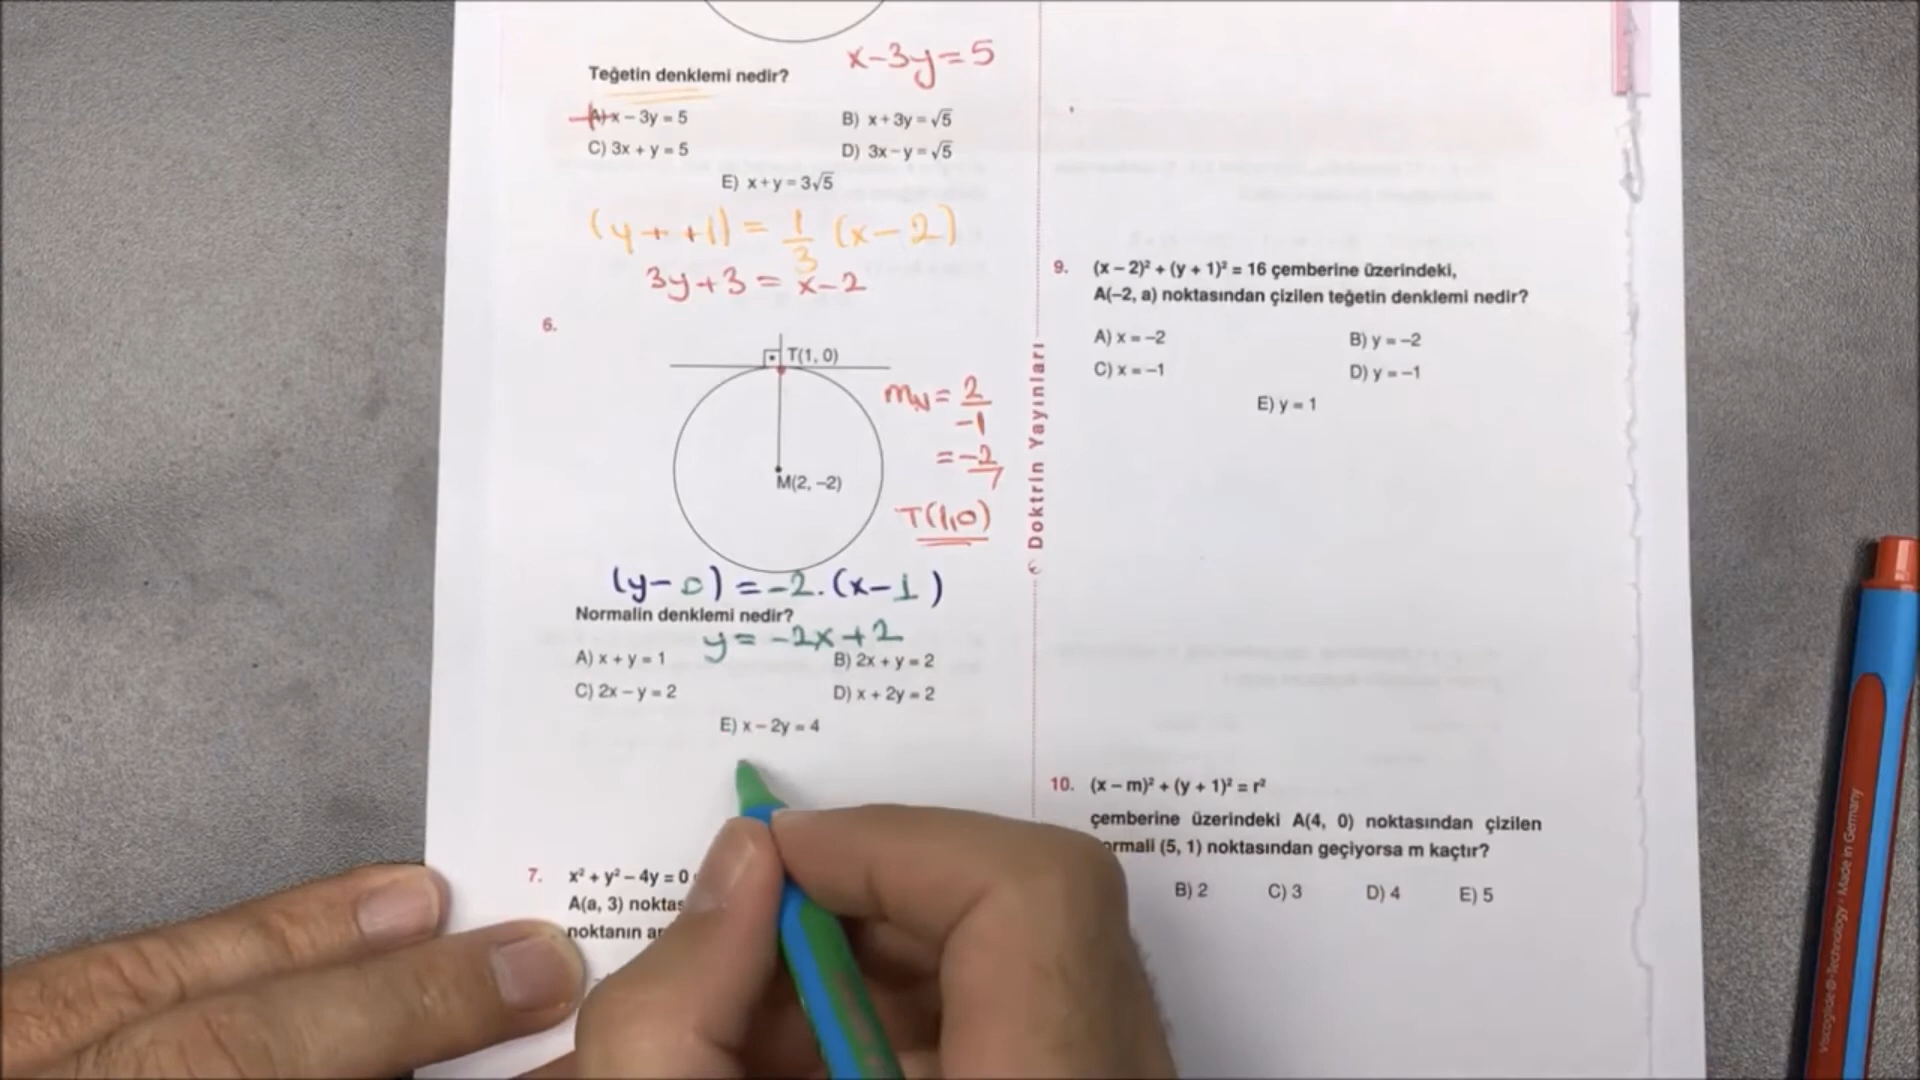 x-3y=5
Teğetin denklemi nedir?
A) x – 3y = 5
B) x + 3y = √5
C) 3x + y = 5
D) 3x – y = √5
E) x + y = 3√5
(y + +1) = 1/3 (x-2)
3y+3 = x-2
6.
T(1, 0)
M(2, –2)
mN = 2/-1
= -2
T(1,0)
(y-0) = -2.(x-1)
Normalin denklemi nedir?
y = -2x+2
A) x + y = 1
B) 2x + y = 2
C) 2x – y = 2
D) x + 2y = 2
E) x – 2y = 4
7. x² + y² – 4y = 0
A(a, 3)
noktanın
Doktrin Yayınları
9. (x – 2)² + (y + 1)² = 16 çemberine üzerindeki,
A(–2, a) noktasından çizilen teğetin denklemi nedir?
A) x = –2
B) y = –2
C) x = –1
D) y = –1
E) y = 1
10. (x – m)² + (y + 1)² = r²
çemberine üzerindeki A(4, 0) noktasından çizilen
(5, 1) noktasından geçiyorsa m kaçtır?
B) 2 C) 3 D) 4 E) 5
Viscoglide® - Technology - Made in Germany